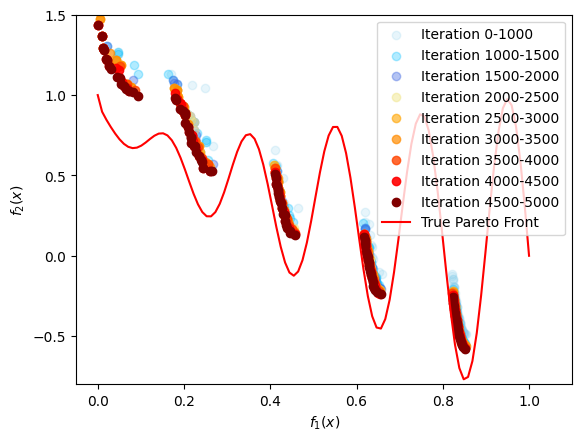 1.5
1.0
0.5
0.0
−0.5
0.0
0.2
0.4
0.6
0.8
1.0
f₂(x)
f₁(x)
Iteration 0-1000
Iteration 1000-1500
Iteration 1500-2000
Iteration 2000-2500
Iteration 2500-3000
Iteration 3000-3500
Iteration 3500-4000
Iteration 4000-4500
Iteration 4500-5000
True Pareto Front